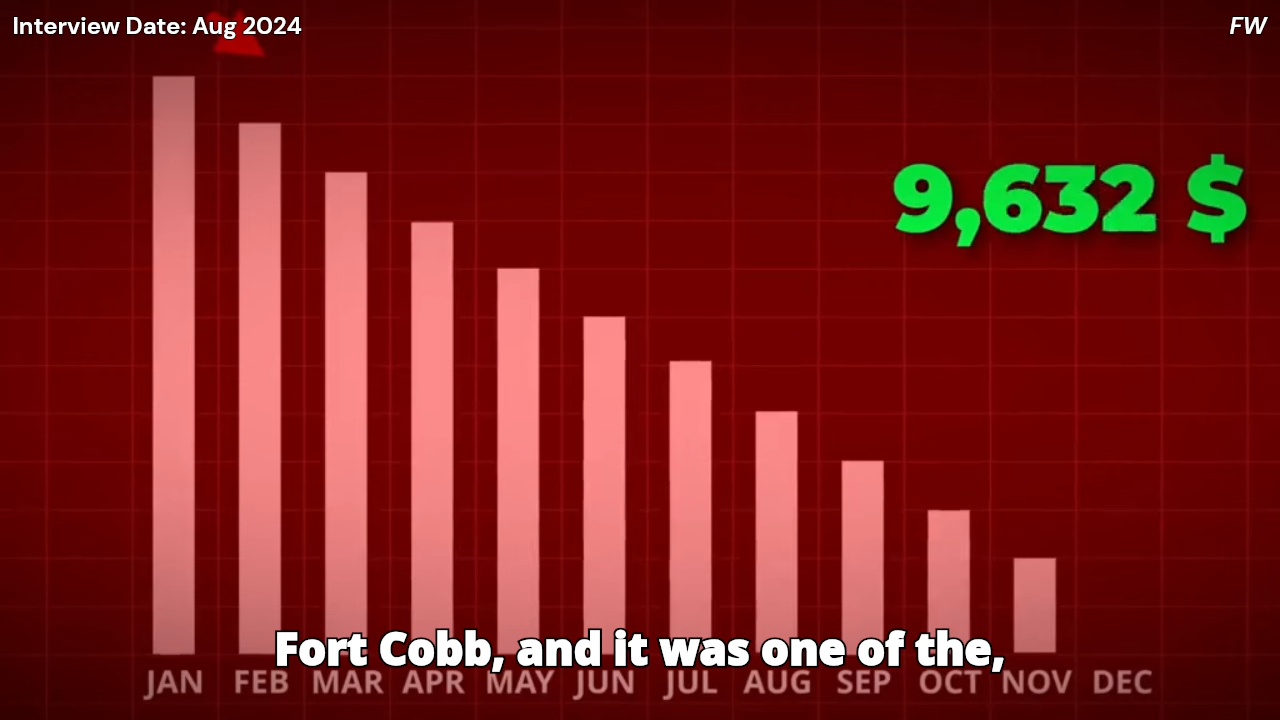 Interview Date: Aug 2024
FW
9,632 $
Fort Cobb, and it was one of the,
JAN FEB MAR APR MAY JUN JUL AUG SEP OCT NOV DEC